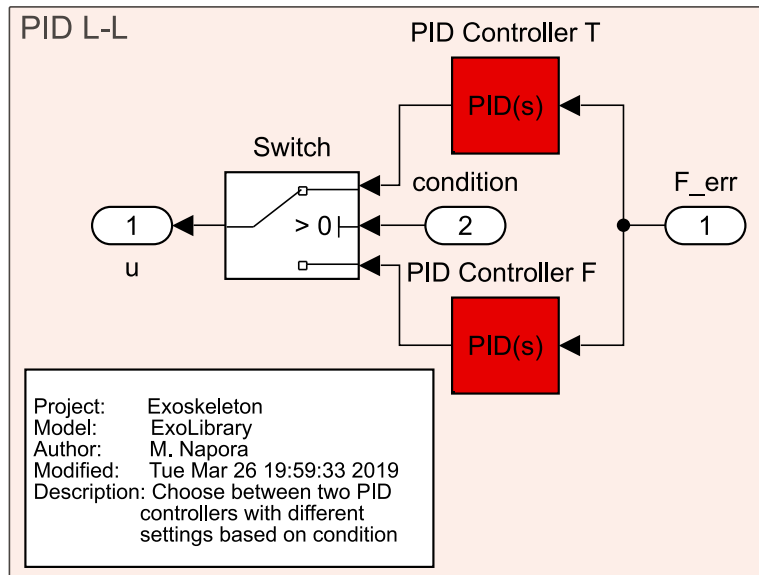 PID L-L
PID Controller T
PID(s)
Switch
condition
F_err
1
> 0
2
1
u
PID Controller F
PID(s)
Project: Exoskeleton
Model: ExoLibrary
Author: M. Napora
Modified: Tue Mar 26 19:59:33 2019
Description: Choose between two PID
controllers with different
settings based on condition